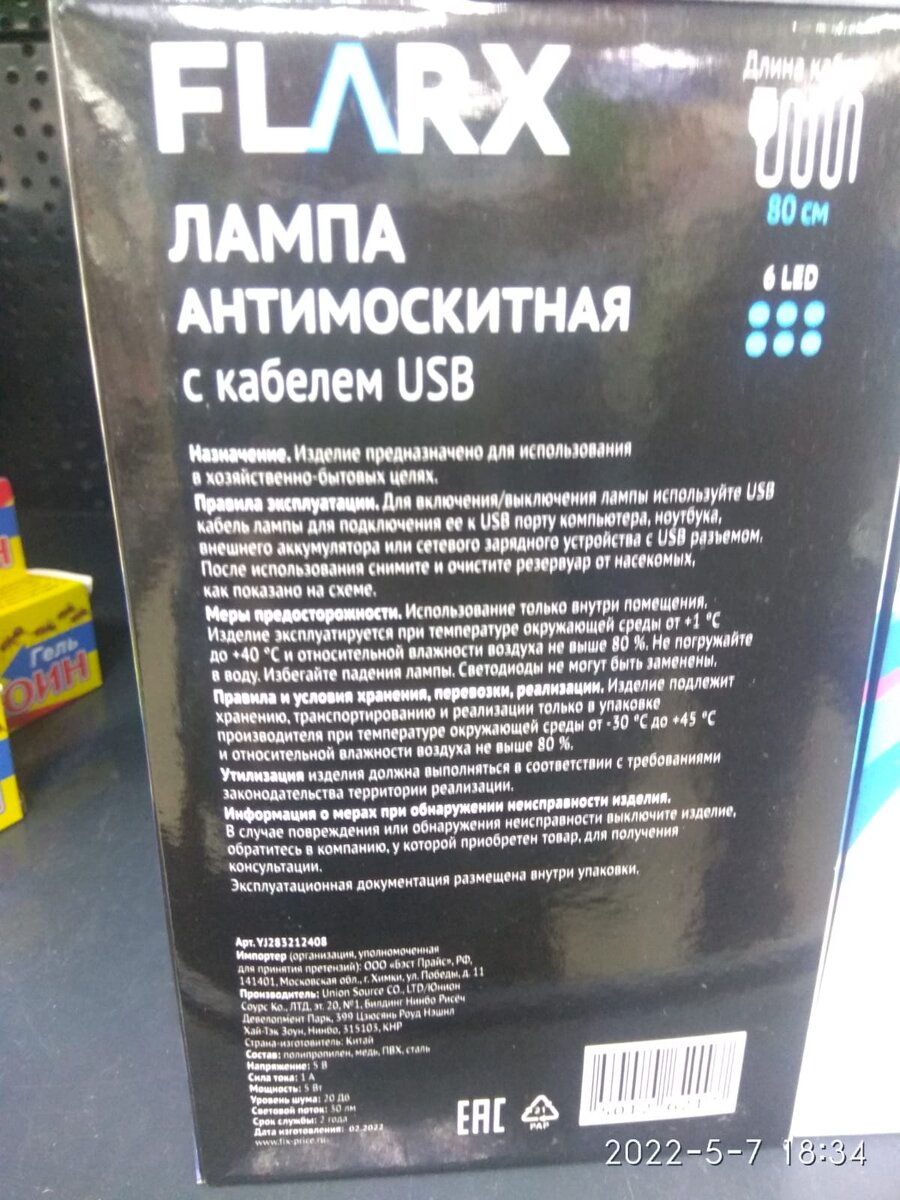 FLARX
Длина
80 см
6 LED
ЛАМПА
АНТИМОСКИТНАЯ
с кабелем USB
Назначение. Изделие предназначено для использования
в хозяйственно-бытовых целях.
Правила эксплуатации. Для включения/выключения лампы используйте USB
кабель лампы для подключения ее к USB порту компьютера, ноутбука,
внешнего аккумулятора или сетевого зарядного устройства с USB разъемом.
После использования снимите и очистите резервуар от насекомых,
как показано на схеме.
Меры предосторожности. Использование только внутри помещения.
Изделие эксплуатируется при температуре окружающей среды от +1 °С
до +40 °С и относительной влажности воздуха не выше 80 %. Не погружайте
в воду. Избегайте падения лампы. Светодиоды не могут быть заменены.
Правила и условия хранения, перевозки, реализации. Изделие подлежит
хранению, транспортированию и реализации только в упаковке
производителя при температуре окружающей среды от -30 °С до +45 °С
и относительной влажности воздуха не выше 80 %.
Утилизация изделия должна выполняться в соответствии с требованиями
законодательства территории реализации.
Информация о мерах при обнаружении неисправности изделия.
В случае повреждения или обнаружения неисправности выключите изделие,
обратитесь в компанию, у которой приобретен товар, для получения
консультации.
Эксплуатационная документация размещена внутри упаковки.
Арт. YJ283212408
Импортер (организация, уполномоченная
для принятия претензий): ООО «Бэст Прайс», РФ,
141401, Московская обл., г. Химки, ул. Победы, д. 11
Производитель: Union Source CO., LTD/Юнион
Соурс Ко., ЛТД, эт. 20, №1, Билдинг Нинбо Рисёч
Девелопмент Парк, 399 Цзюсянь Роуд Нэшнл
Хай-Тэк Зоун, Нинбо, 315103, КНР
Страна-изготовитель: Китай
Состав: полипропилен, медь, ПВХ, сталь
Напряжение: 5 В
Сила тока: 1 А
Мощность: 5 Вт
Уровень шума: 20 Дб
Световой поток: 30 лм
Срок службы: 2 года
Дата изготовления: 02.2022
www.fix-price.ru
EAC
21
PAP
Гель
ОИН
2022-5-7 18:34